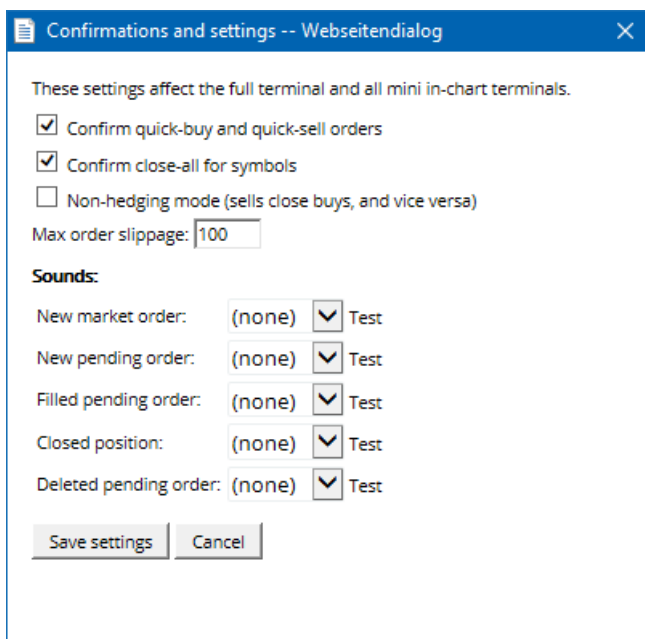 Confirmations and settings -- Webseitendialog
These settings affect the full terminal and all mini in-chart terminals.
Confirm quick-buy and quick-sell orders
Confirm close-all for symbols
Non-hedging mode (sells close buys, and vice versa)
Max order slippage: 100
Sounds:
New market order: (none) Test
New pending order: (none) Test
Filled pending order: (none) Test
Closed position: (none) Test
Deleted pending order: (none) Test
Save settings Cancel